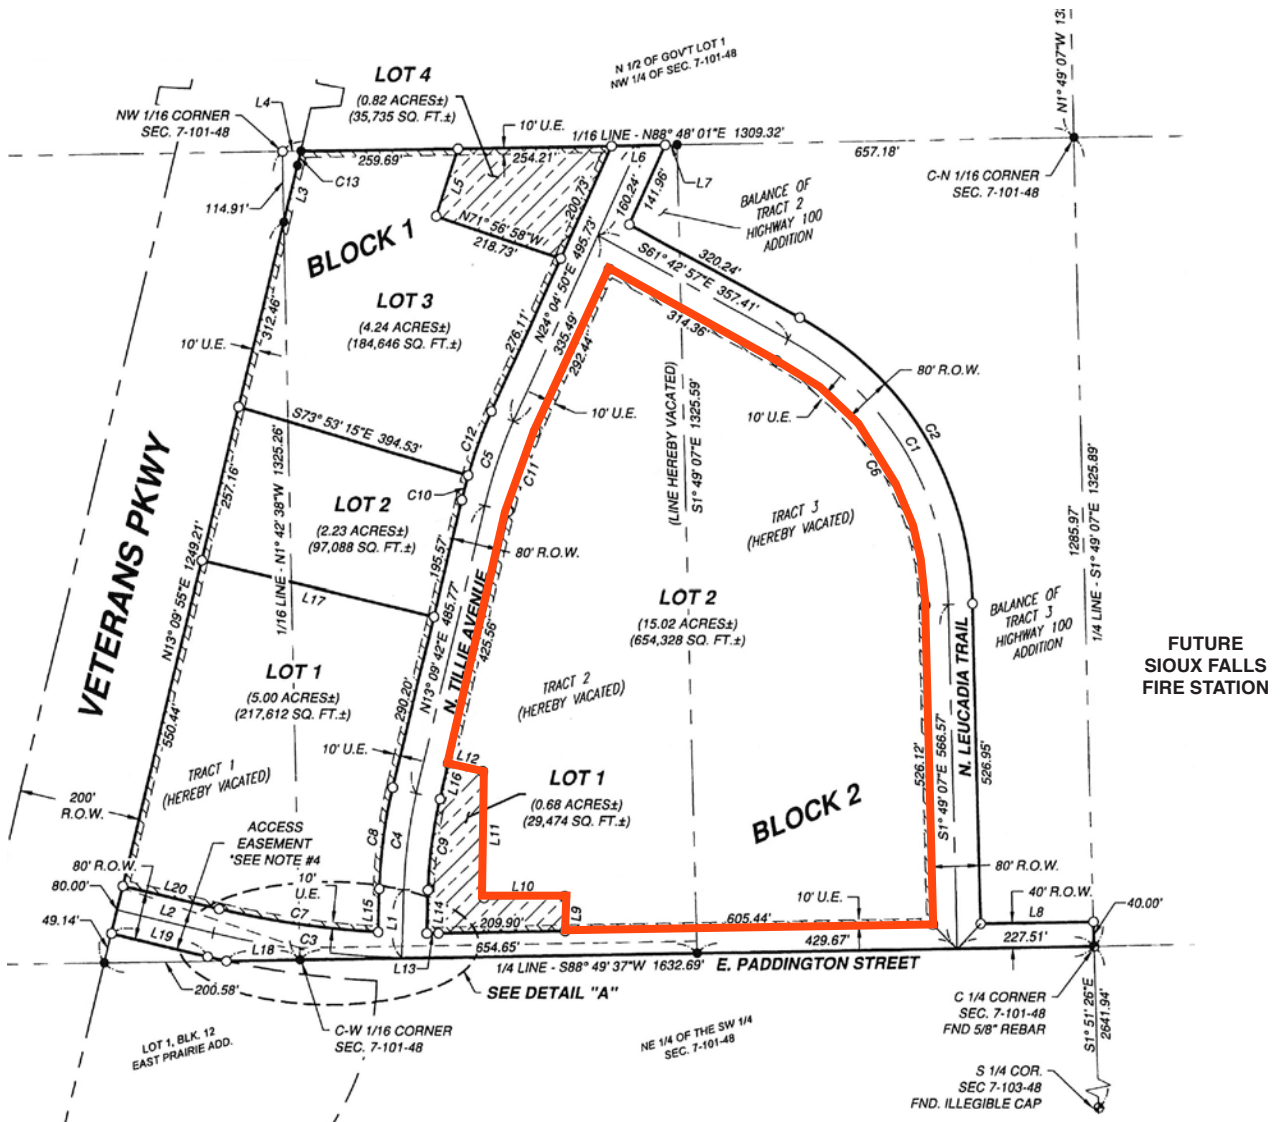 N 1/2 OF GOV'T LOT 1
NW 1/4 OF SEC. 7-101-48
N1° 49' 07"W 13
LOT 4
(0.82 ACRES±)
(35,735 SQ. FT.±)
L4
NW 1/16 CORNER
SEC. 7-101-48
10' U.E.
1/16 LINE - N88° 48' 01"E 1309.32'
259.69'
254.21'
L6
657.18'
C-N 1/16 CORNER
SEC. 7-101-48
L7
C13
L3
L5
114.91'
200.73'
160.24'
141.96'
BALANCE OF
TRACT 2
HIGHWAY 100
ADDITION
N71° 56' 58"W
218.73'
BLOCK 1
320.24'
S61° 42' 57"E 357.41'
314.36'
LOT 3
(4.24 ACRES±)
(184,646 SQ. FT.±)
312.46'
10' U.E.
276.11'
N24° 04' 50"E 495.73'
335.49'
292.44'
(LINE HEREBY VACATED)
S1° 49' 07"E 1325.59'
80' R.O.W.
10' U.E.
10' U.E.
C2
C1
C6
S73° 53' 15"E 394.53'
C12
C5
C11
C10
257.16'
1/16 LINE - N1° 42' 38"W 1325.26'
LOT 2
(2.23 ACRES±)
(97,088 SQ. FT.±)
TRACT 3
(HEREBY VACATED)
1285.97'
1/4 LINE - S1° 49' 07"E 1325.89'
VETERANS PKWY
N13° 09' 55"E 1249.21'
195.57'
80' R.O.W.
L17
LOT 2
(15.02 ACRES±)
(654,328 SQ. FT.±)
BALANCE OF
TRACT 3
HIGHWAY 100
ADDITION
FUTURE
SIOUX FALLS
FIRE STATION
LOT 1
(5.00 ACRES±)
(217,612 SQ. FT.±)
290.20'
N13° 09' 42"E 485.77'
N. TILLIE AVENUE
425.56'
TRACT 2
(HEREBY VACATED)
550.44'
10' U.E.
TRACT 1
(HEREBY VACATED)
L12
L16
LOT 1
(0.68 ACRES±)
(29,474 SQ. FT.±)
BLOCK 2
526.12'
S1° 49' 07"E 566.57'
N. LEUCADIA TRAIL
526.95'
200'
R.O.W.
ACCESS
EASEMENT
*SEE NOTE #4
C8
C4
C9
L11
80' R.O.W.
80' R.O.W.
80.00'
L20
10'
U.E.
L10
10' U.E.
40' R.O.W.
L2
C7
L15
L1
L14
L9
605.44'
L8
40.00'
49.14'
L19
L18
C3
209.90'
654.65'
429.67'
227.51'
L13
1/4 LINE - S88° 49' 37"W 1632.69'
E. PADDINGTON STREET
200.58'
SEE DETAIL "A"
C 1/4 CORNER
SEC. 7-101-48
FND 5/8" REBAR
S1° 51' 26"E
2641.94'
LOT 1, BLK. 12
EAST PRAIRIE ADD.
C-W 1/16 CORNER
SEC. 7-101-48
NE 1/4 OF THE SW 1/4
SEC. 7-101-48
S 1/4 COR.
SEC 7-103-48
FND. ILLEGIBLE CAP